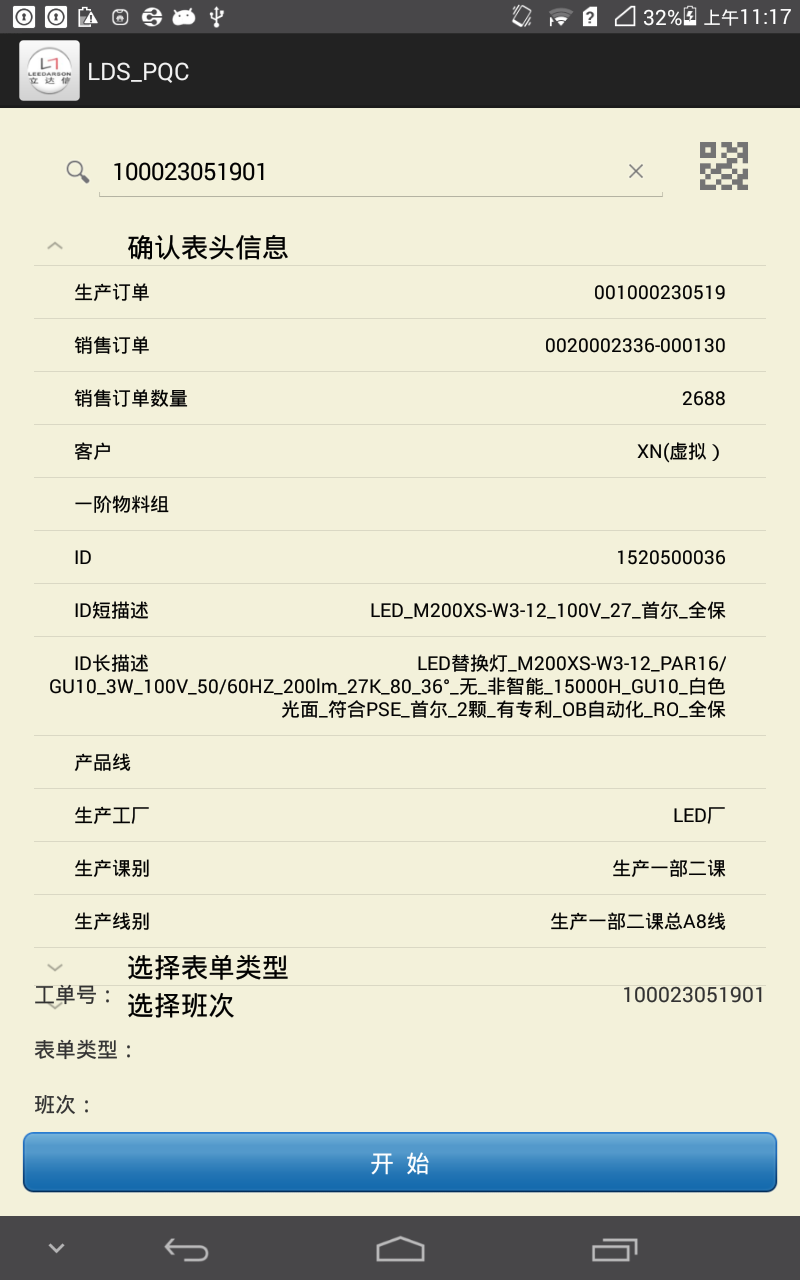 32% 上午11:17
LEEDARSON
立 达 信
LDS_PQC
100023051901
确认表头信息
生产订单 001000230519
销售订单 0020002336-000130
销售订单数量 2688
客户 XN(虚拟）
一阶物料组
ID 1520500036
ID短描述 LED_M200XS-W3-12_100V_27_首尔_全保
ID长描述 LED替换灯_M200XS-W3-12_PAR16/
GU10_3W_100V_50/60HZ_200lm_27K_80_36°_无_非智能_15000H_GU10_白色
光面_符合PSE_首尔_2颗_有专利_OB自动化_RO_全保
产品线
生产工厂 LED厂
生产课别 生产一部二课
生产线别 生产一部二课总A8线
选择表单类型
工单号： 100023051901
选择班次
表单类型：
班次：
开 始